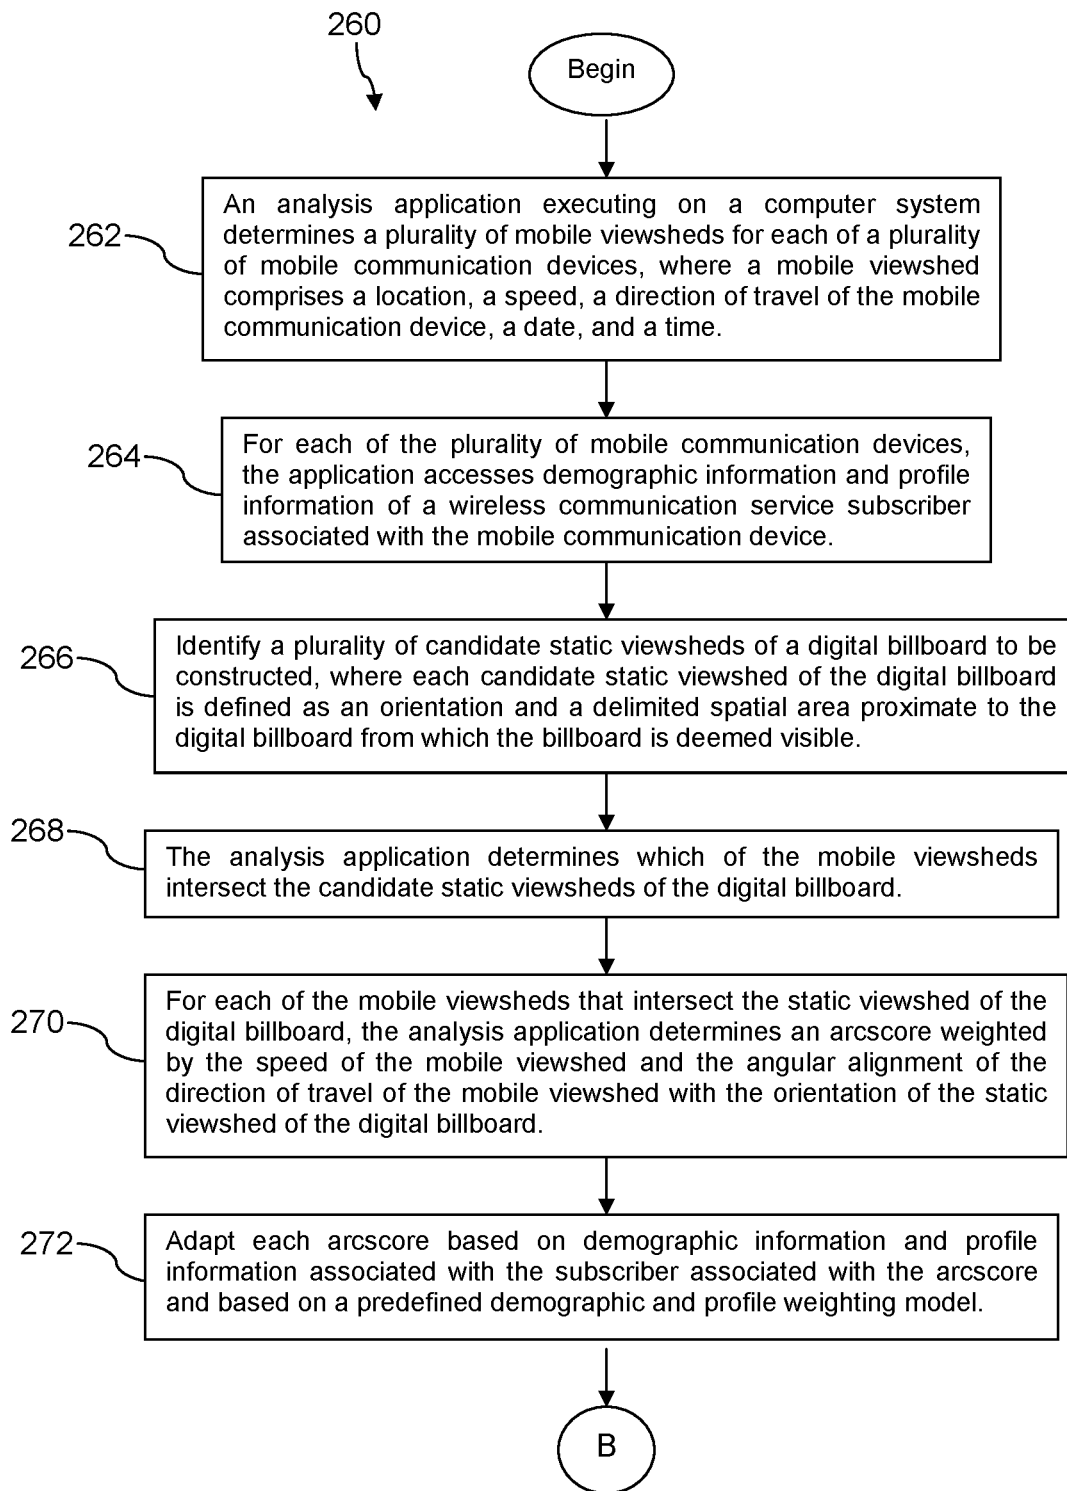 260
Begin
262
An analysis application executing on a computer system
determines a plurality of mobile viewsheds for each of a plurality
of mobile communication devices, where a mobile viewshed
comprises a location, a speed, a direction of travel of the mobile
communication device, a date, and a time.
264
For each of the plurality of mobile communication devices,
the application accesses demographic information and profile
information of a wireless communication service subscriber
associated with the mobile communication device.
266
Identify a plurality of candidate static viewsheds of a digital billboard to be
constructed, where each candidate static viewshed of the digital billboard
is defined as an orientation and a delimited spatial area proximate to the
digital billboard from which the billboard is deemed visible.
268
The analysis application determines which of the mobile viewsheds
intersect the candidate static viewsheds of the digital billboard.
270
For each of the mobile viewsheds that intersect the static viewshed of the
digital billboard, the analysis application determines an arcscore weighted
by the speed of the mobile viewshed and the angular alignment of the
direction of travel of the mobile viewshed with the orientation of the static
viewshed of the digital billboard.
272
Adapt each arcscore based on demographic information and profile
information associated with the subscriber associated with the arcscore
and based on a predefined demographic and profile weighting model.
B